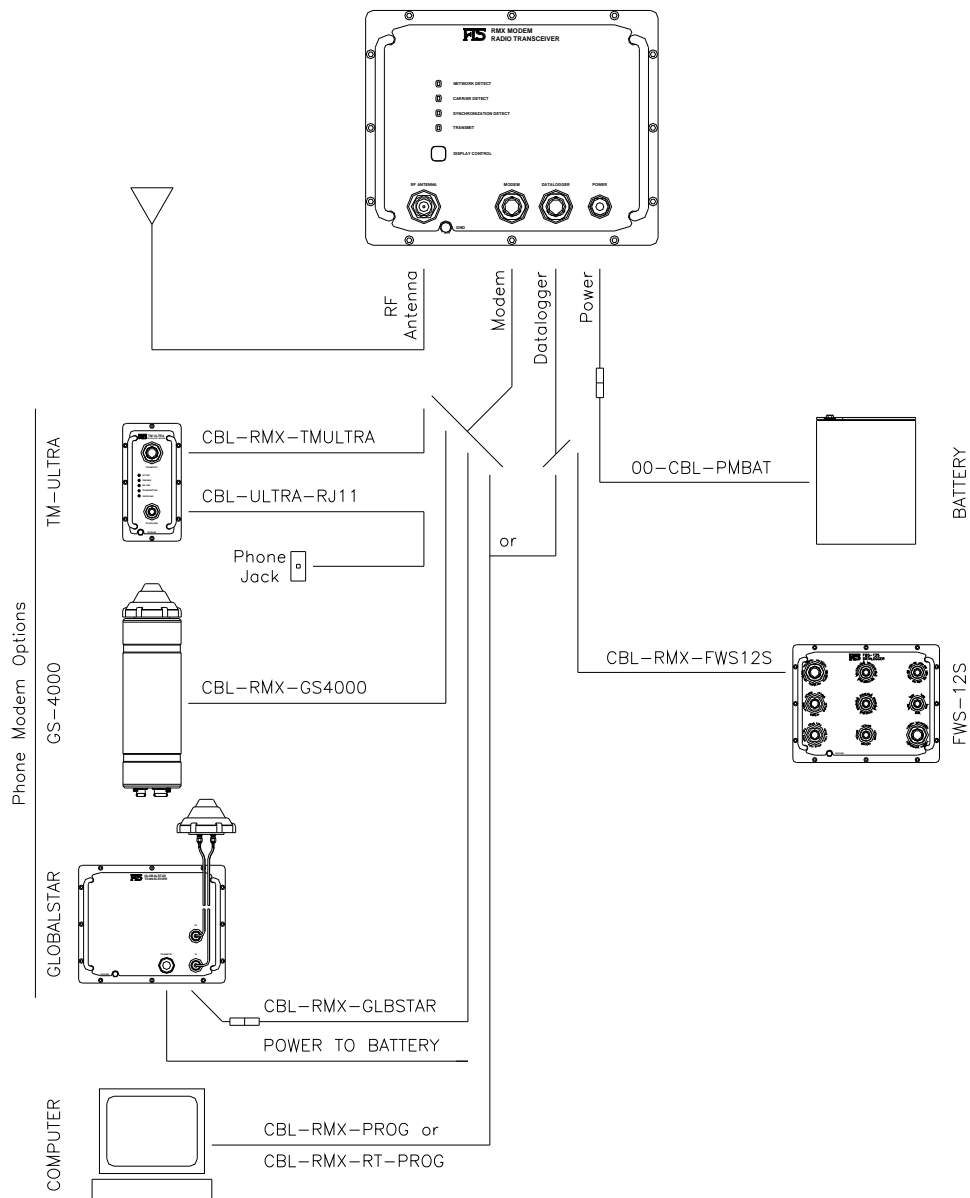 FTS RMX MODEM
RADIO TRANSCEIVER
NETWORK DETECT
CARRIER DETECT
SYNCHRONIZATION DETECT
TRANSMIT
DISPLAY CONTROL
RF ANTENNA
MODEM
DATALOGGER
POWER
GND
RF
Antenna
Modem
Datalogger
Power
TM-ULTRA
CBL-RMX-TMULTRA
CBL-ULTRA-RJ11
Phone
Jack
or
00-CBL-PMBAT
BATTERY
Phone Modem Options
GS-4000
CBL-RMX-GS4000
CBL-RMX-FWS12S
FWS-12S
GLOBALSTAR
FTS GLOBALSTAR
TRANSCEIVER
CBL-RMX-GLBSTAR
POWER TO BATTERY
COMPUTER
CBL-RMX-PROG or
CBL-RMX-RT-PROG